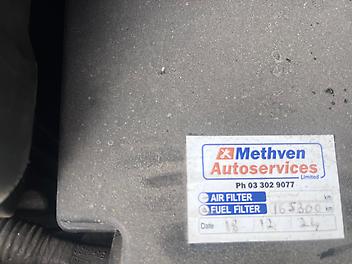 Methven
Autoservices
Limited
Ph 03 302 9077
AIR FILTER km
FUEL FILTER 165300 km
Date 18 / 12 24